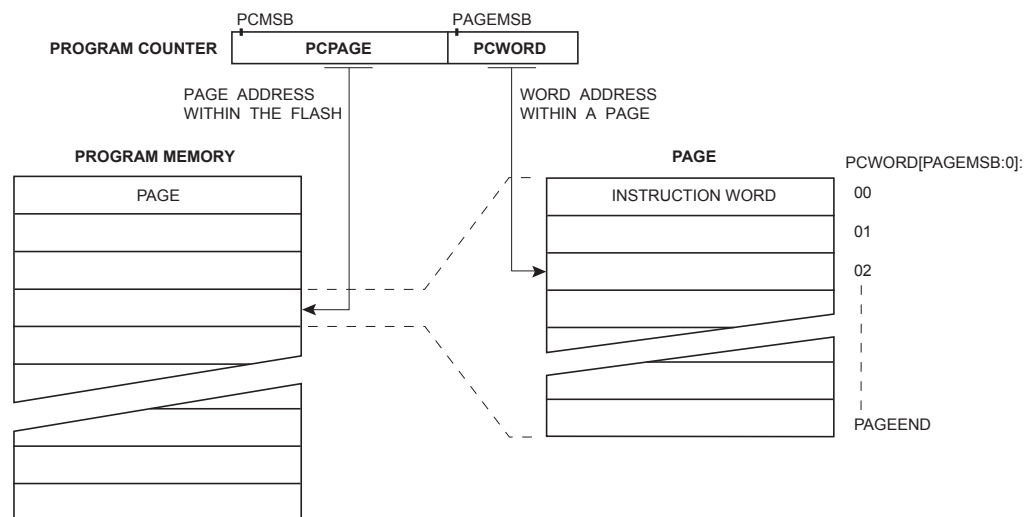 PCMSB PAGEMSB
PROGRAM COUNTER PCPAGE PCWORD
PAGE ADDRESS
WITHIN THE FLASH
WORD ADDRESS
WITHIN A PAGE
PROGRAM MEMORY
PAGE
PAGE
INSTRUCTION WORD
PCWORD[PAGEMSB:0]:
00
01
02
PAGEEND